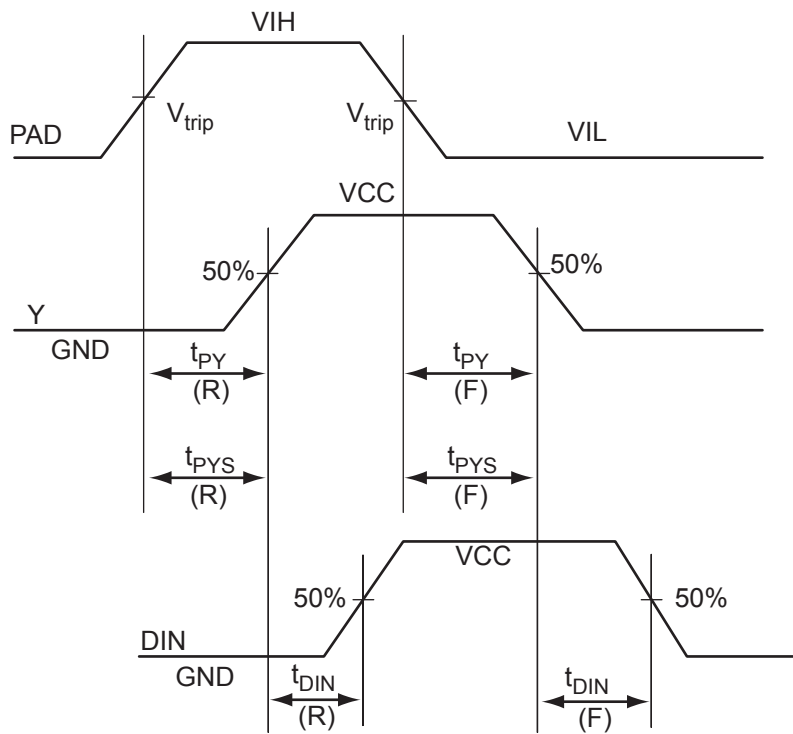 VIH
PAD
Vtrip
Vtrip
VIL
VCC
50%
50%
Y
GND
tPY
(R)
tPY
(F)
tPYS
(R)
tPYS
(F)
VCC
50%
50%
DIN
GND
tDIN
(R)
tDIN
(F)